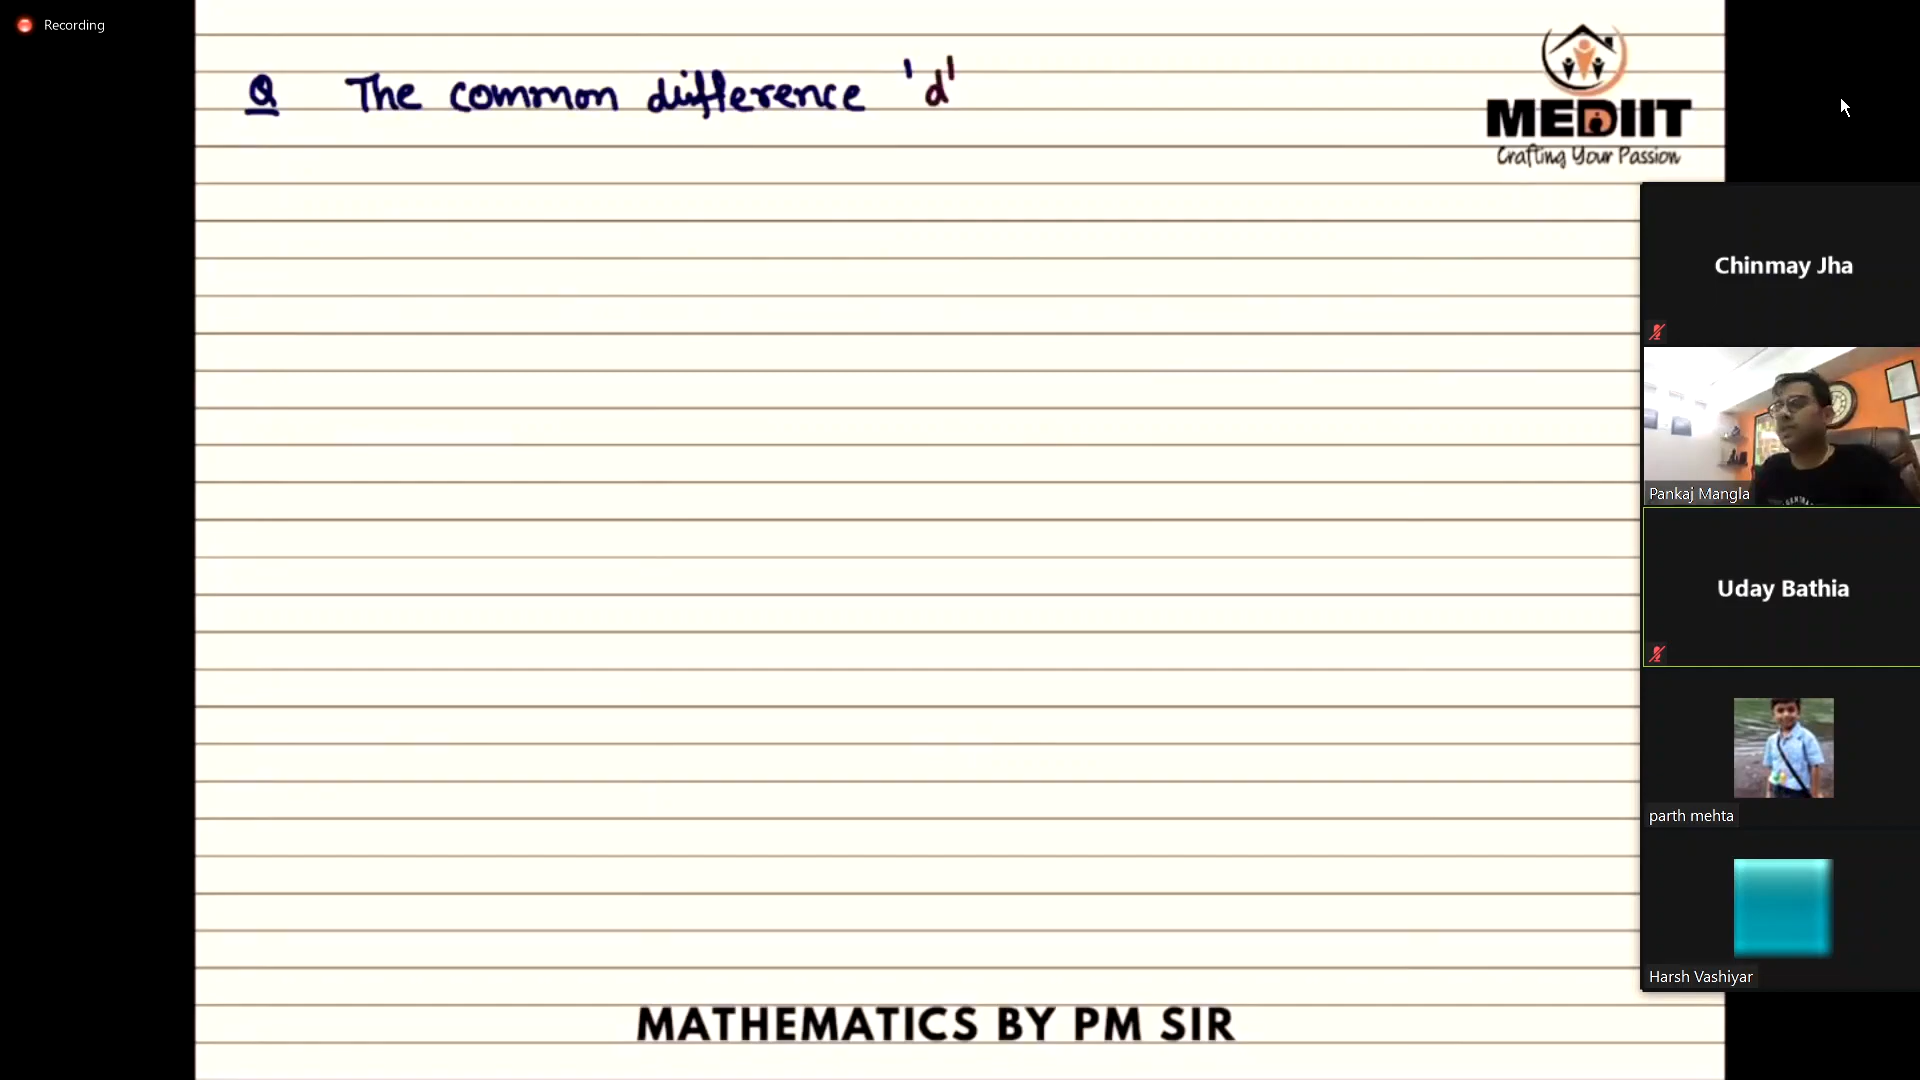 Recording
Q The common difference 'd'
MEDIIT
Crafting Your Passion
Chinmay Jha
Pankaj Mangla
Uday Bathia
parth mehta
Harsh Vashiyar
MATHEMATICS BY PM SIR